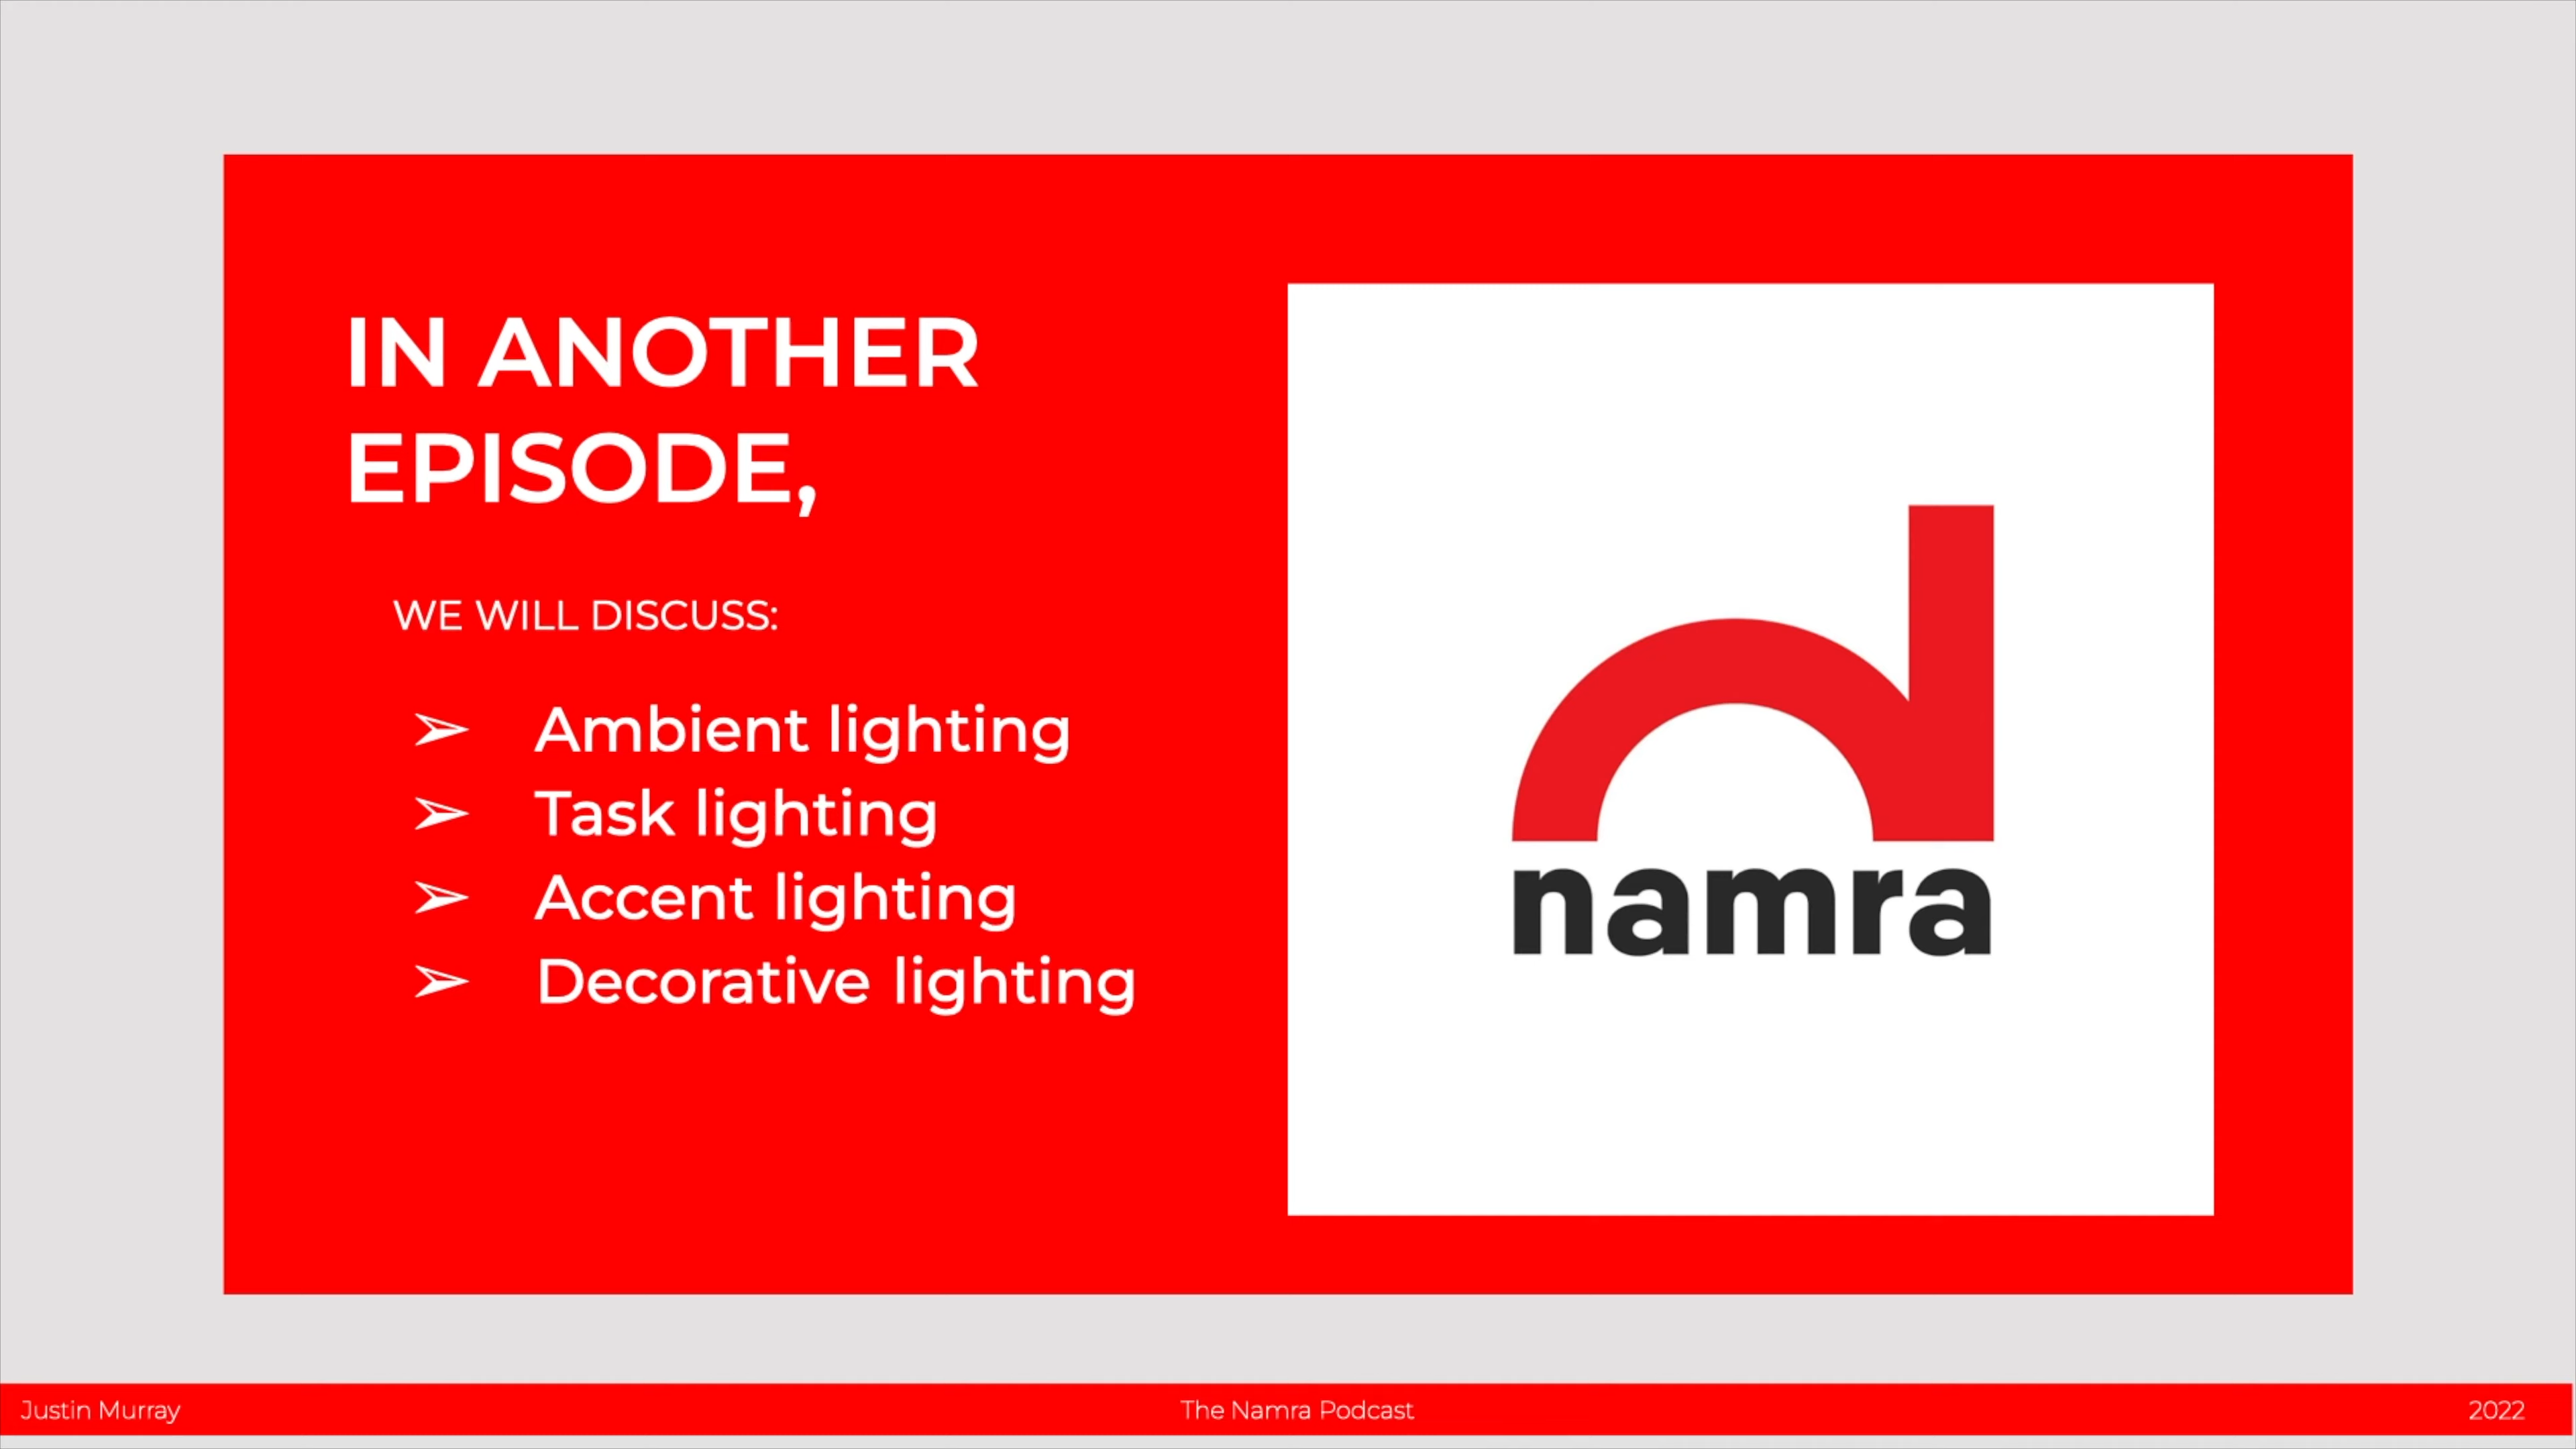 IN ANOTHER
EPISODE,
WE WILL DISCUSS:
➢ Ambient lighting
➢ Task lighting
➢ Accent lighting
➢ Decorative lighting
namra
Justin Murray
The Namra Podcast
2022